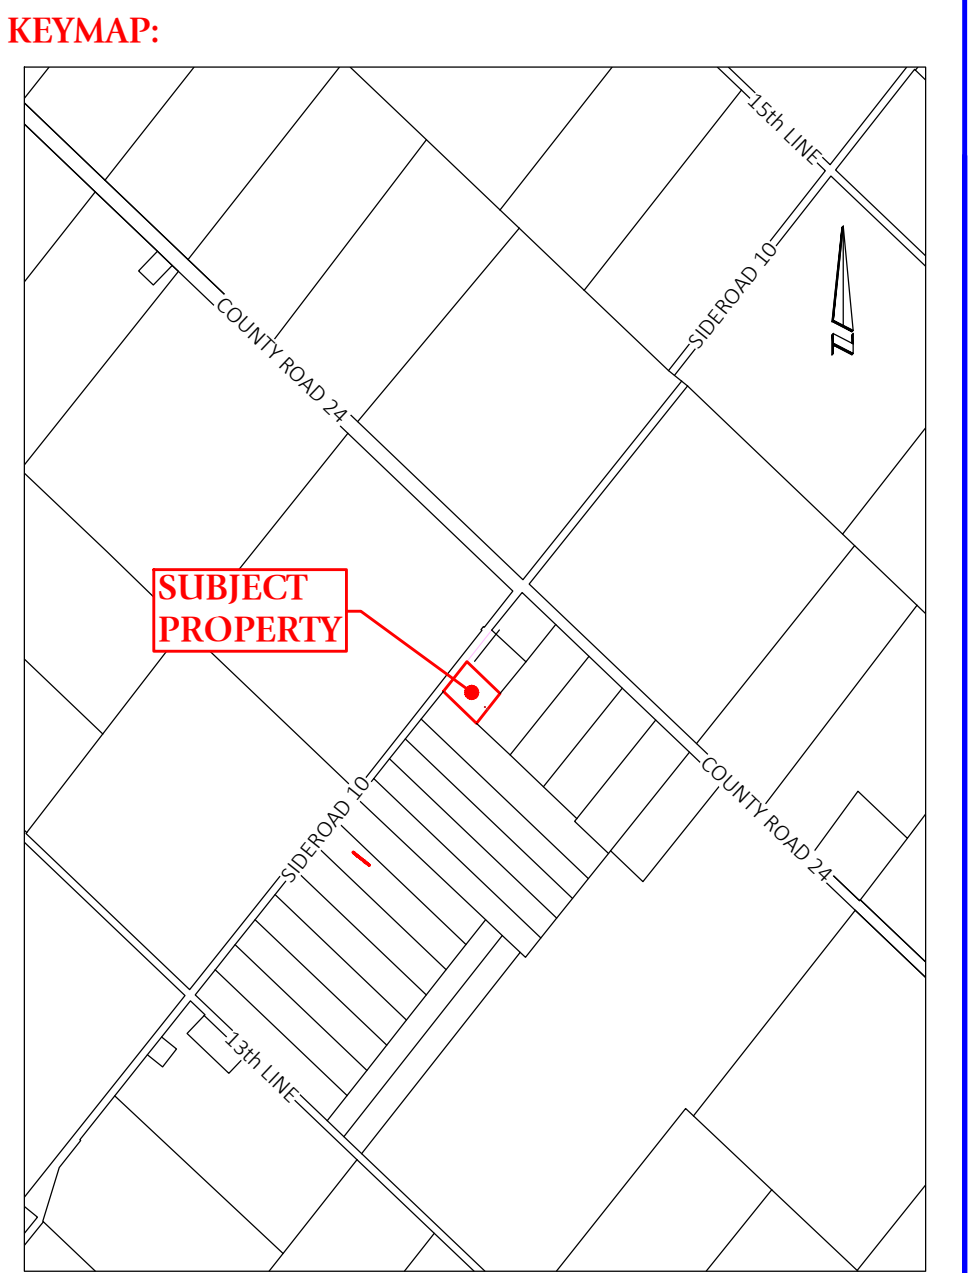 KEYMAP:
15th LINE
SIDEROAD 10
N
COUNTY ROAD 24
SUBJECT
PROPERTY
COUNTY ROAD 24
SIDEROAD 10
13th LINE